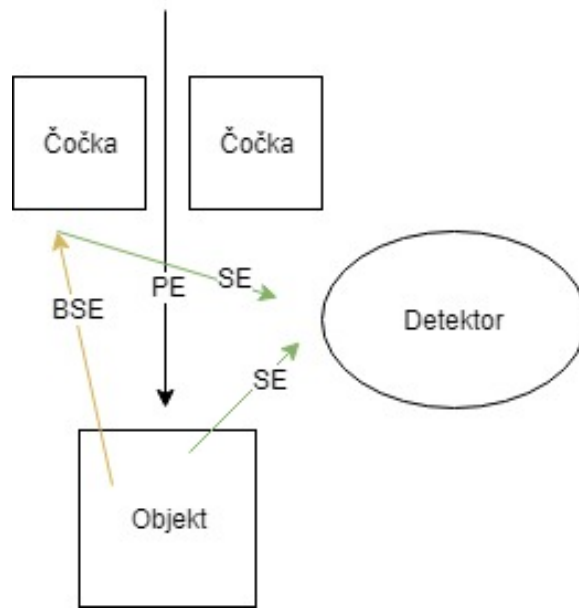 Čočka
Čočka
PE
SE
BSE
Detektor
SE
Objekt